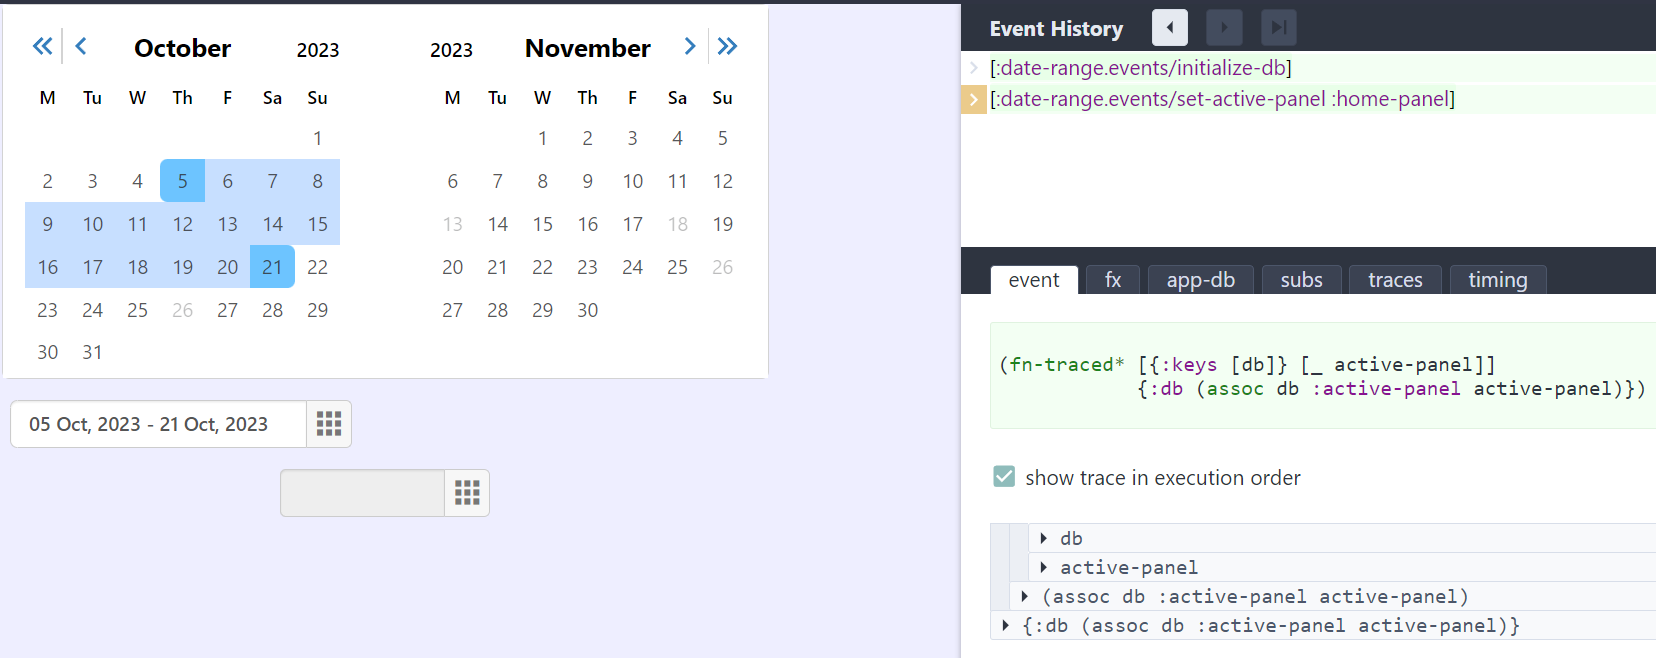 October 2023
M Tu W Th F Sa Su
1
2 3 4 5 6 7 8
9 10 11 12 13 14 15
16 17 18 19 20 21 22
23 24 25 26 27 28 29
30 31
2023 November
M Tu W Th F Sa Su
1 2 3 4 5
6 7 8 9 10 11 12
13 14 15 16 17 18 19
20 21 22 23 24 25 26
27 28 29 30
05 Oct, 2023 - 21 Oct, 2023
Event History
[:date-range.events/initialize-db]
[:date-range.events/set-active-panel :home-panel]
event fx app-db subs traces timing
(fn-traced* [{:keys [db]} [_ active-panel]]
{:db (assoc db :active-panel active-panel)})
show trace in execution order
db
active-panel
(assoc db :active-panel active-panel)
{:db (assoc db :active-panel active-panel)}